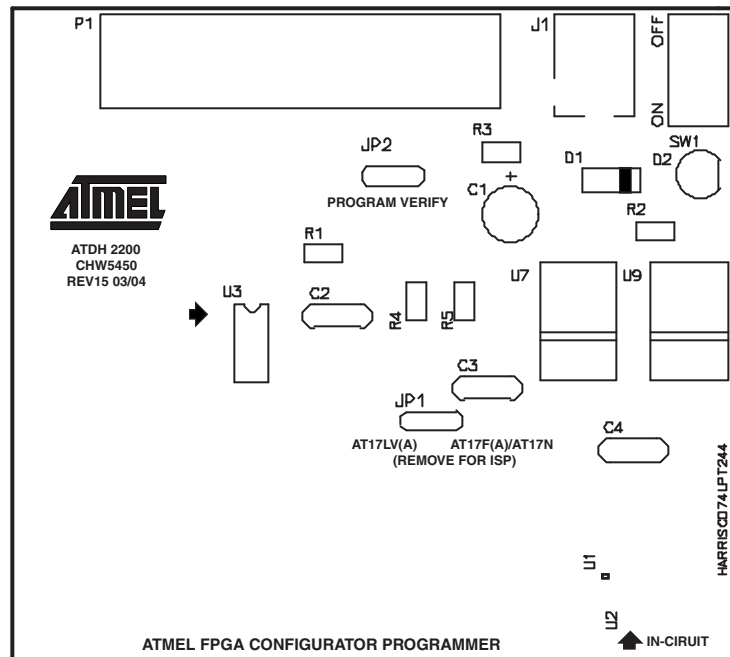 P1
J1
OFF
ON
SW1
R3
JP2
PROGRAM VERIFY
+
C1
D1
D2
R2
ATMEL
ATDH 2200
CHW5450
REV15 03/04
R1
U3
C2
R4
R5
U7
U9
C3
JP1
AT17LV(A) AT17F(A)/AT17N
(REMOVE FOR ISP)
C4
HARRISCD74LPT244
U1
U2
IN-CIRUIT
ATMEL FPGA CONFIGURATOR PROGRAMMER